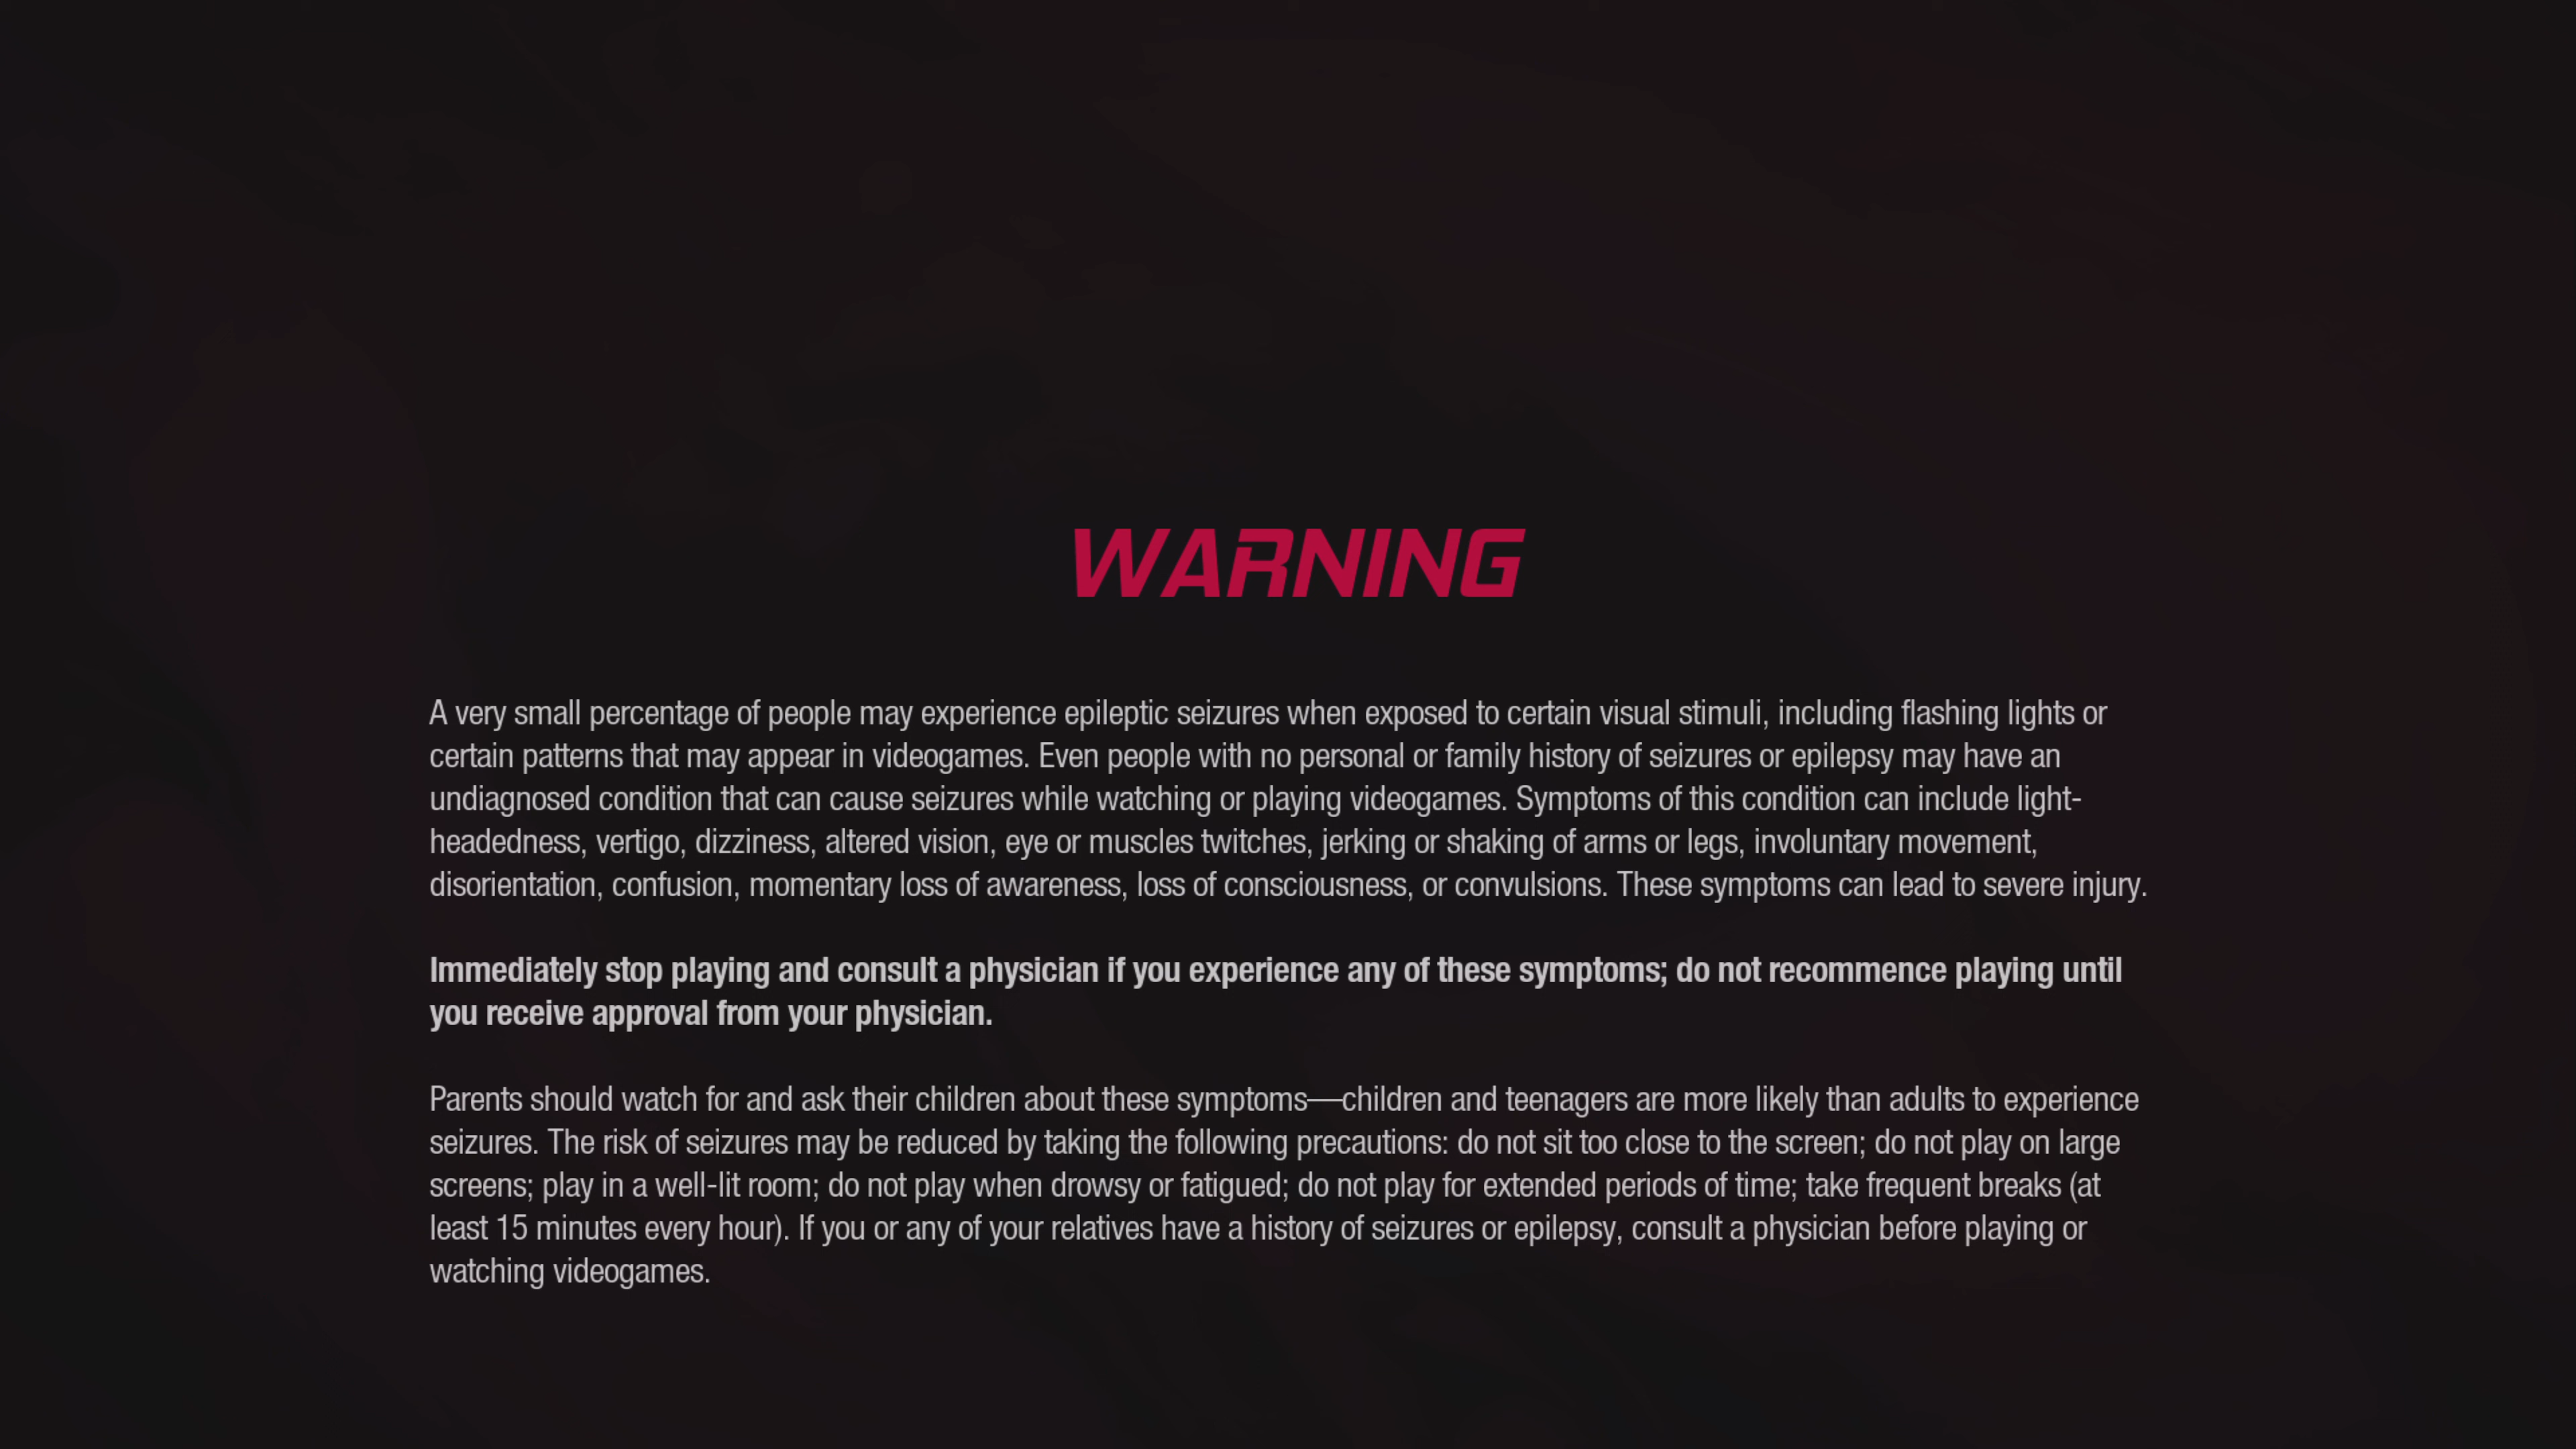 WARNING
A very small percentage of people may experience epileptic seizures when exposed to certain visual stimuli, including flashing lights or
certain patterns that may appear in videogames. Even people with no personal or family history of seizures or epilepsy may have an
undiagnosed condition that can cause seizures while watching or playing videogames. Symptoms of this condition can include light-
headedness, vertigo, dizziness, altered vision, eye or muscles twitches, jerking or shaking of arms or legs, involuntary movement,
disorientation, confusion, momentary loss of awareness, loss of consciousness, or convulsions. These symptoms can lead to severe injury.
Immediately stop playing and consult a physician if you experience any of these symptoms; do not recommence playing until
you receive approval from your physician.
Parents should watch for and ask their children about these symptoms—children and teenagers are more likely than adults to experience
seizures. The risk of seizures may be reduced by taking the following precautions: do not sit too close to the screen; do not play on large
screens; play in a well-lit room; do not play when drowsy or fatigued; do not play for extended periods of time; take frequent breaks (at
least 15 minutes every hour). If you or any of your relatives have a history of seizures or epilepsy, consult a physician before playing or
watching videogames.